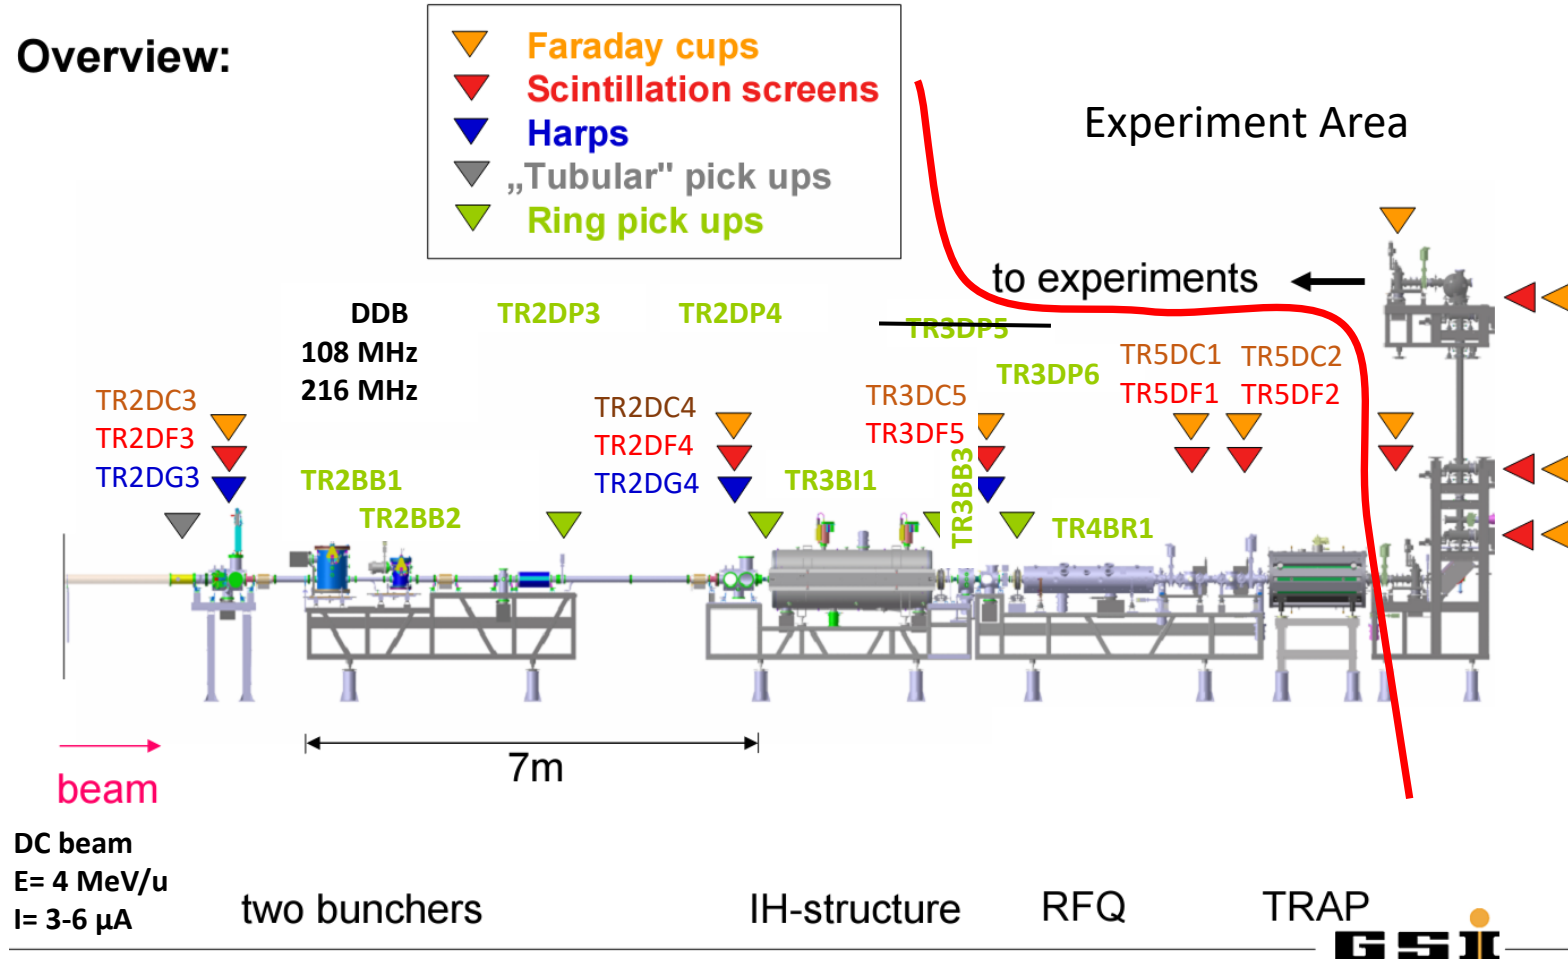 Overview:
Faraday cups
Scintillation screens
Harps
„Tubular" pick ups
Ring pick ups
Experiment Area
to experiments
DDB
108 MHz
216 MHz
TR2DP3
TR2DP4
TR3DP5
TR3DP6
TR5DC1
TR5DF1
TR5DC2
TR5DF2
TR2DC3
TR2DF3
TR2DG3
TR2BB1
TR2BB2
TR2DC4
TR2DF4
TR2DG4
TR3BI1
TR3DC5
TR3DF5
TR3BB3
TR4BR1
7m
beam
DC beam
E= 4 MeV/u
I= 3-6 µA
two bunchers
IH-structure
RFQ
TRAP
GSI